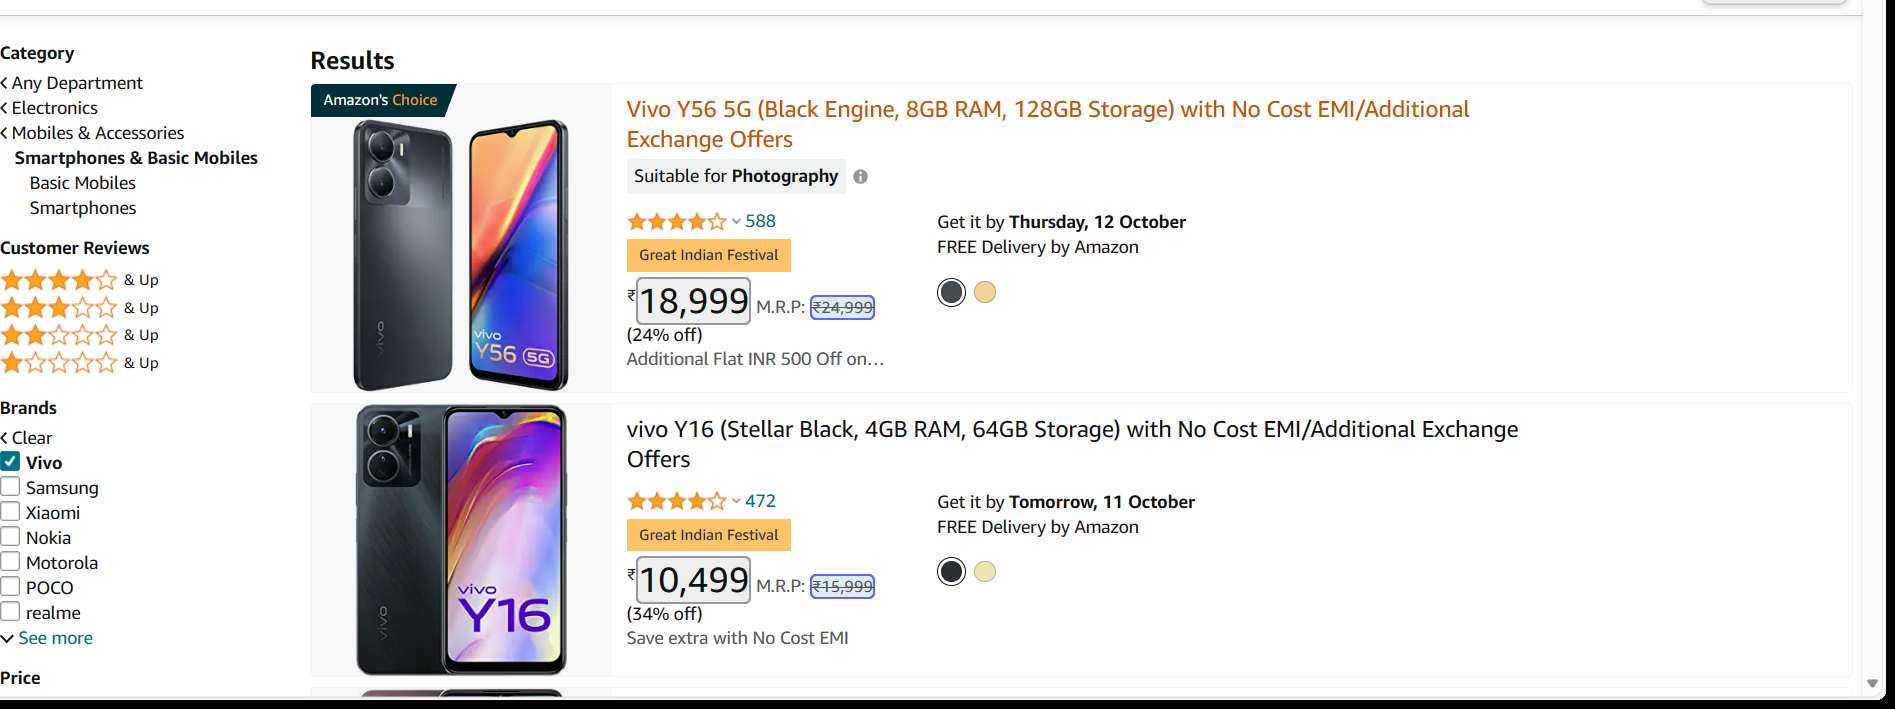 Category
Any Department
Electronics
Mobiles & Accessories
Smartphones & Basic Mobiles
Basic Mobiles
Smartphones
Customer Reviews
& Up
& Up
& Up
& Up
Brands
Clear
Vivo
Samsung
Xiaomi
Nokia
Motorola
POCO
realme
See more
Price
Results
Amazon's Choice
vivo
vivo
Y56 5G
Vivo Y56 5G (Black Engine, 8GB RAM, 128GB Storage) with No Cost EMI/Additional
Exchange Offers
Suitable for Photography
588
Great Indian Festival
₹18,999 M.R.P: ₹24,999
(24% off)
Additional Flat INR 500 Off on…
Get it by Thursday, 12 October
FREE Delivery by Amazon
vivo
vivo
Y16
vivo Y16 (Stellar Black, 4GB RAM, 64GB Storage) with No Cost EMI/Additional Exchange
Offers
472
Great Indian Festival
₹10,499 M.R.P: ₹15,999
(34% off)
Save extra with No Cost EMI
Get it by Tomorrow, 11 October
FREE Delivery by Amazon